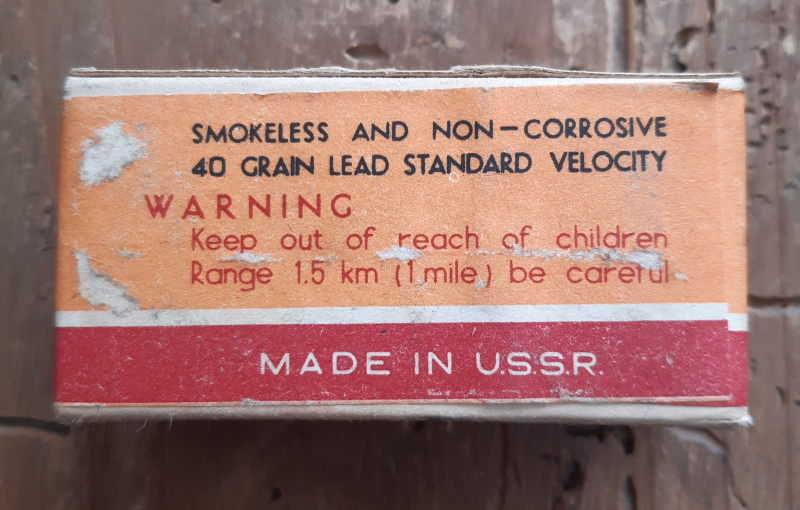 SMOKELESS AND NON-CORROSIVE
40 GRAIN LEAD STANDARD VELOCITY
WARNING
Keep out of reach of children
Range 1.5 km (1 mile) be careful
MADE IN U.S.S.R.